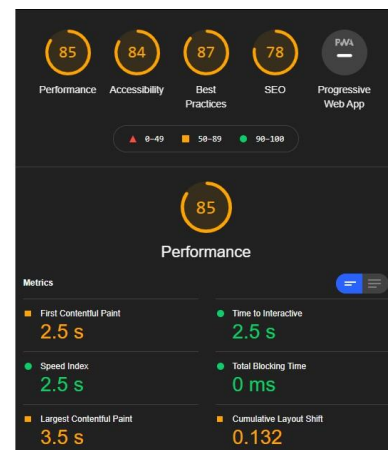 85 84 87 78 PWA
Performance Accessibility Best Practices SEO Progressive Web App
0-49 50-89 90-100
85
Performance
Metrics
First Contentful Paint
2.5 s
Time to Interactive
2.5 s
Speed Index
2.5 s
Total Blocking Time
0 ms
Largest Contentful Paint
3.5 s
Cumulative Layout Shift
0.132